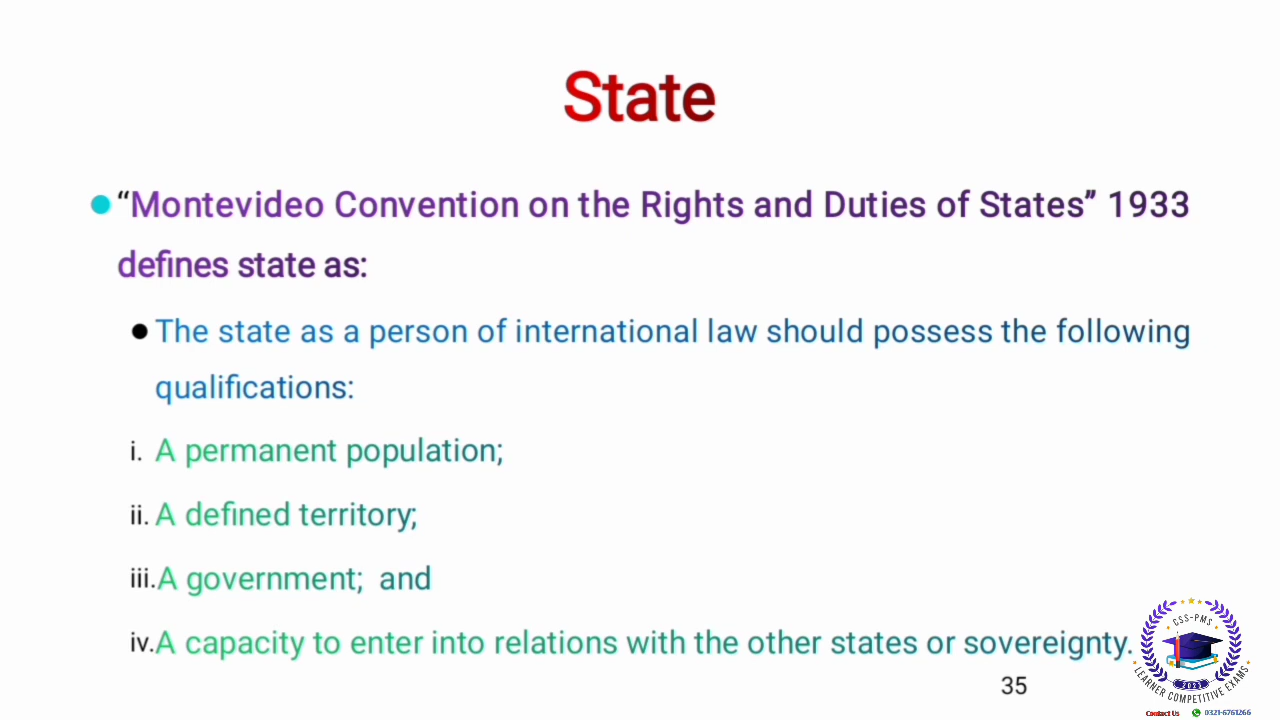 State
“Montevideo Convention on the Rights and Duties of States” 1933
defines state as:
The state as a person of international law should possess the following
qualifications:
i. A permanent population;
ii. A defined territory;
iii. A government; and
iv. A capacity to enter into relations with the other states or sovereignty.
35
CSS-PMS
2021
LEARNER COMPETITIVE EXAMS
Contact Us 0321-6761266